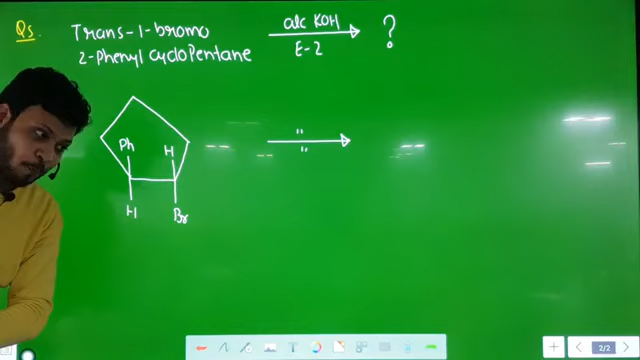 Qs. Trans-1-bromo
2-Phenyl cycloPentane
alc KOH
E-2
?
Ph H
H Br
" 
"
2/2